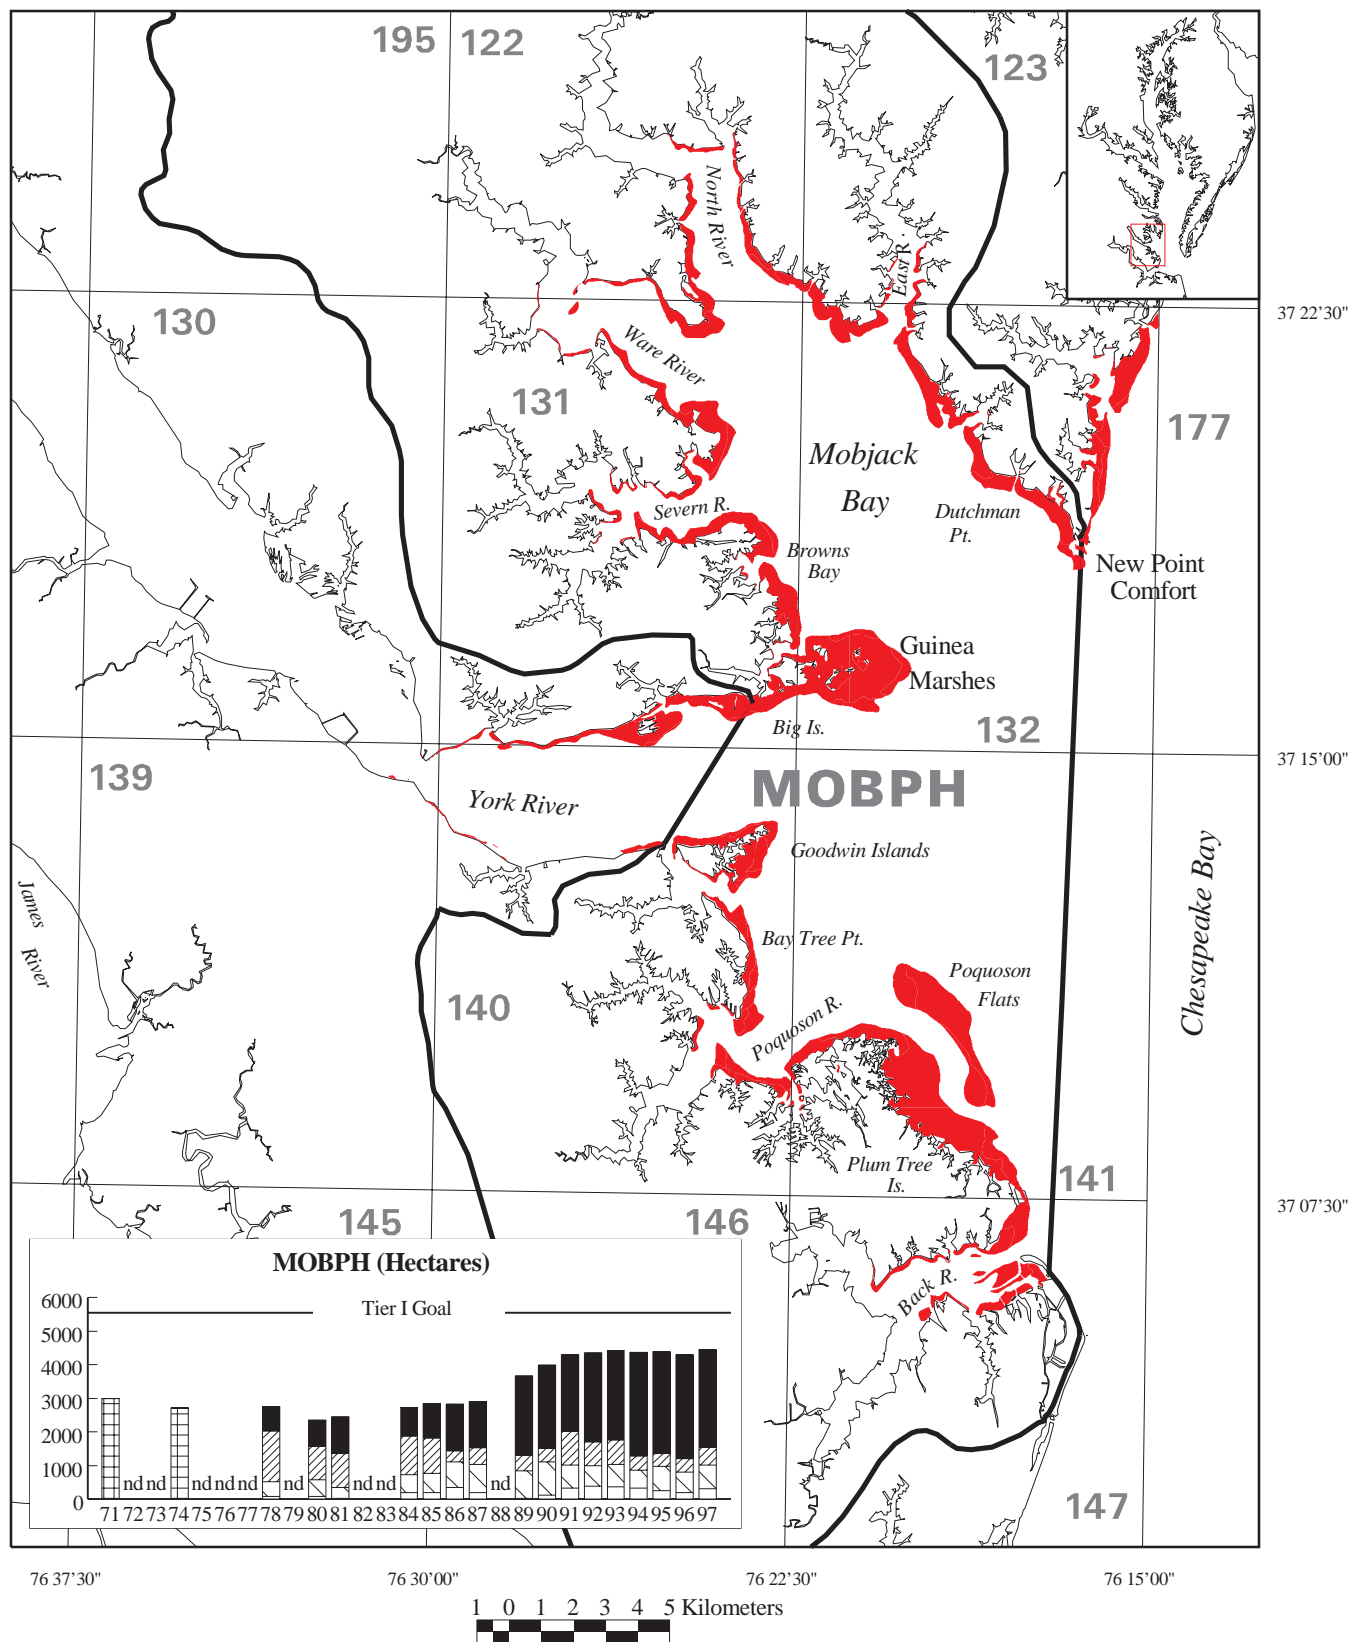 195 122
123
North River
East R.
37 22'30"
130
Ware River
131
177
Mobjack
Bay
Severn R.
Dutchman
Pt.
Browns
Bay
New Point
Comfort
Guinea
Marshes
Big Is.
132
37 15'00"
139
MOBPH
York River
Goodwin Islands
Chesapeake Bay
James
River
Bay Tree Pt.
Poquoson
Flats
140
Poquoson R.
Plum Tree
Is.
141
37 07'30"
145
146
Back R.
MOBPH (Hectares)
Tier I Goal
6000
5000
4000
3000
2000
1000
0
nd nd nd nd nd nd nd nd nd
71 72 73 74 75 76 77 78 79 80 81 82 83 84 85 86 87 88 89 90 91 92 93 94 95 96 97
147
76 37'30"
76 30'00"
76 22'30"
76 15'00"
1 0 1 2 3 4 5 Kilometers